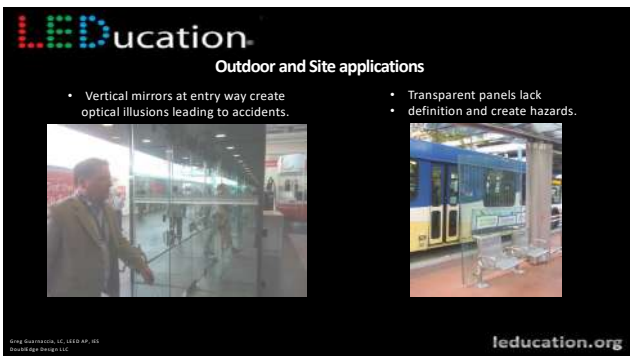 LEDucation
Outdoor and Site applications
• Vertical mirrors at entry way create
optical illusions leading to accidents.
• Transparent panels lack
• definition and create hazards.
Greg Guarnaccia, LC, LEED AP, IES
DoublEdge Design LLC
leducation.org